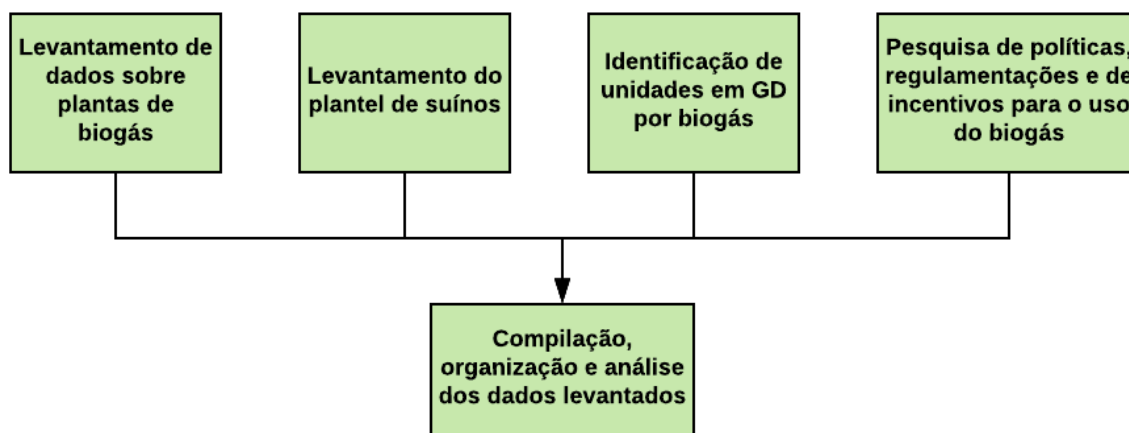 Levantamento de
dados sobre
plantas de
biogás
Levantamento do
plantel de suínos
Identificação de
unidades em GD
por biogás
Pesquisa de políticas,
regulamentações e de
incentivos para o uso
do biogás
Compilação,
organização e análise
dos dados levantados